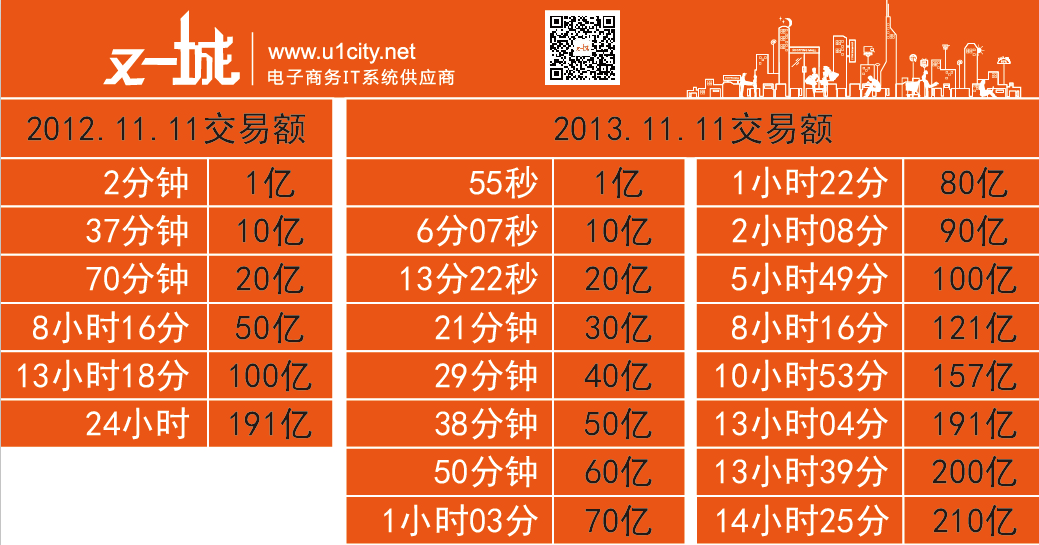 又一城
www.u1city.net
电子商务IT系统供应商
2012.11.11交易额
2分钟 1亿
37分钟 10亿
70分钟 20亿
8小时16分 50亿
13小时18分 100亿
24小时 191亿
2013.11.11交易额
55秒 1亿
6分07秒 10亿
13分22秒 20亿
21分钟 30亿
29分钟 40亿
38分钟 50亿
50分钟 60亿
1小时03分 70亿
1小时22分 80亿
2小时08分 90亿
5小时49分 100亿
8小时16分 121亿
10小时53分 157亿
13小时04分 191亿
13小时39分 200亿
14小时25分 210亿